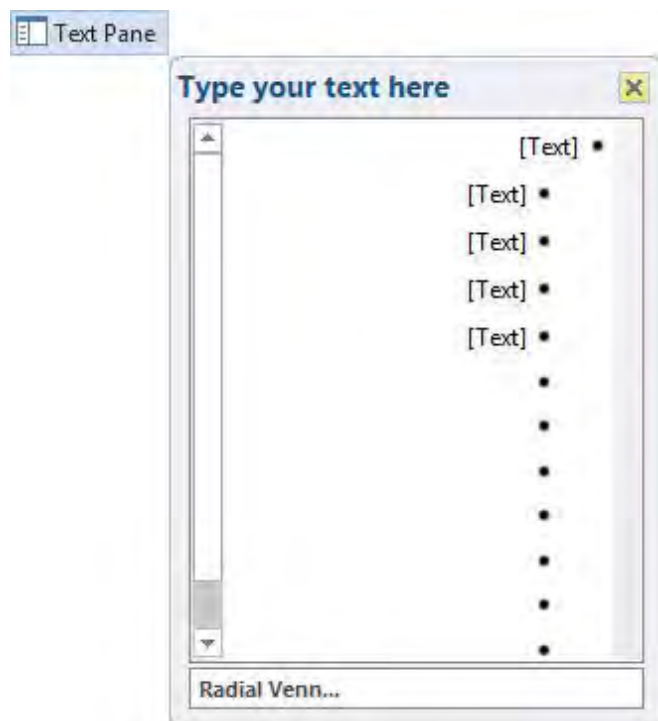 Text Pane
Type your text here
[Text] •
[Text] •
[Text] •
[Text] •
[Text] •
•
•
•
•
•
•
•
Radial Venn...